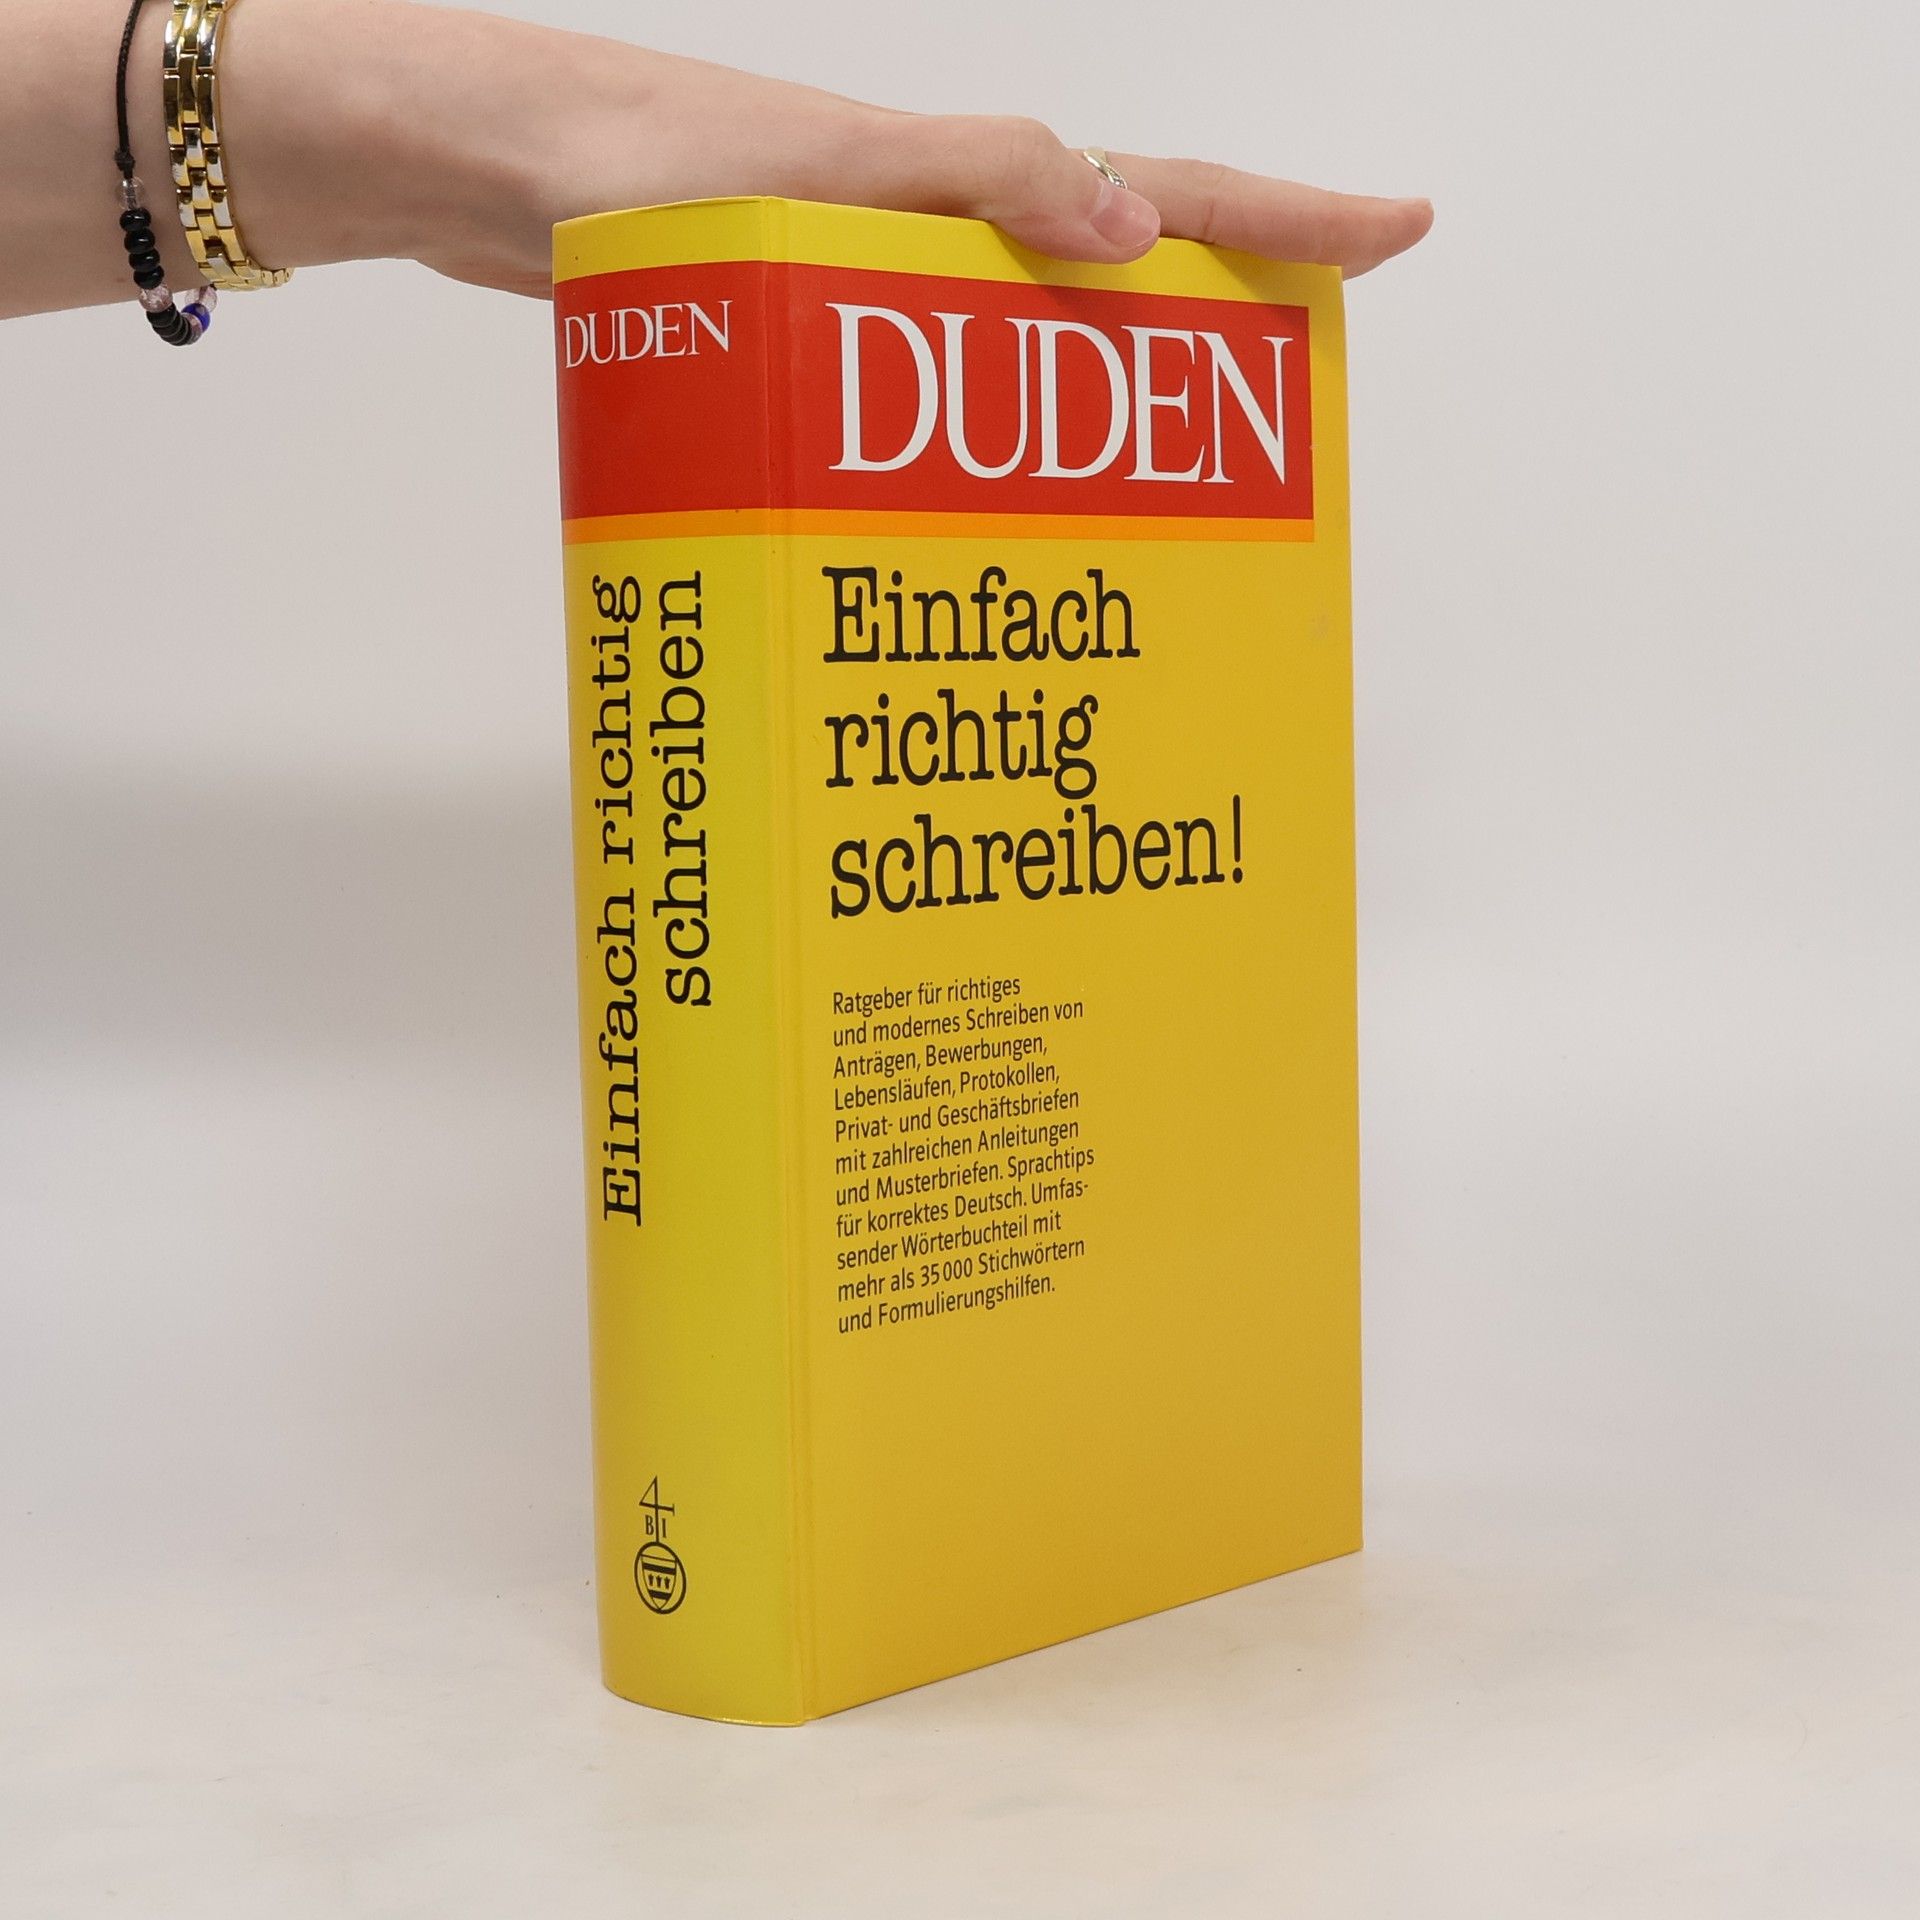 DUDEN
Einfach richtig
schreiben
4
B I
DUDEN
Einfach
richtig
schreiben!
Ratgeber für richtiges
und modernes Schreiben von
Anträgen, Bewerbungen,
Lebensläufen, Protokollen,
Privat- und Geschäftsbriefen
mit zahlreichen Anleitungen
und Musterbriefen. Sprachtips
für korrektes Deutsch. Umfas-
sender Wörterbuchteil mit
mehr als 35 000 Stichwörtern
und Formulierungshilfen.